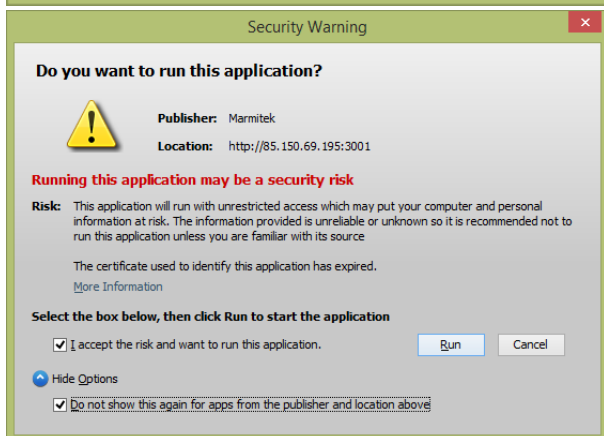 Security Warning
Do you want to run this application?
Publisher: Marmitek
Location: http://85.150.69.195:3001
Running this application may be a security risk
Risk: This application will run with unrestricted access which may put your computer and personal
information at risk. The information provided is unreliable or unknown so it is recommended not to
run this application unless you are familiar with its source
The certificate used to identify this application has expired.
More Information
Select the box below, then click Run to start the application
I accept the risk and want to run this application.
Run
Cancel
Hide Options
Do not show this again for apps from the publisher and location above